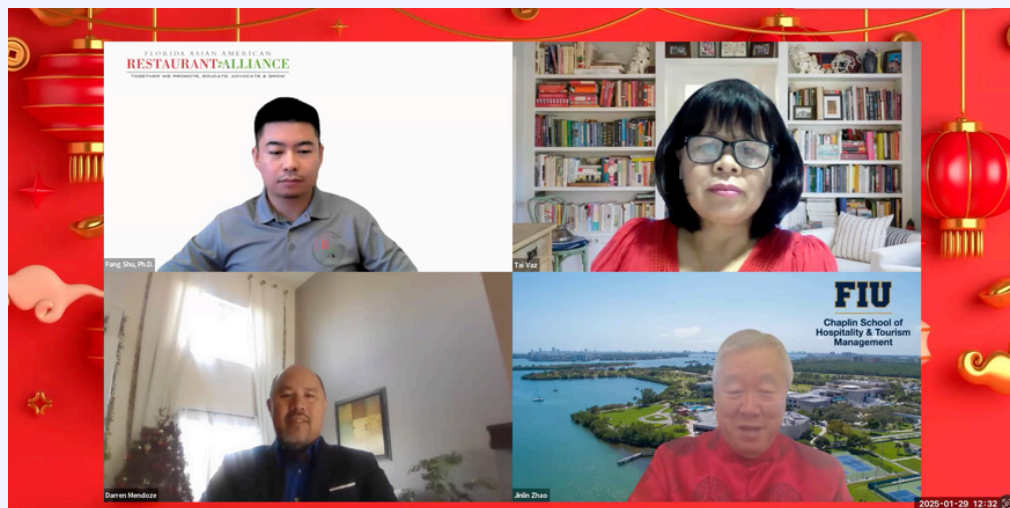 FLORIDA ASIAN AMERICAN
RESTAURANT ALLIANCE
TOGETHER WE PROMOTE, EDUCATE, ADVOCATE & GROW
Fang Shu, Ph.D.
Tai Vaz
FIU
Chaplin School of
Hospitality & Tourism
Management
Darren Mendoze
Jinlin Zhao
2025-01-29 12:32